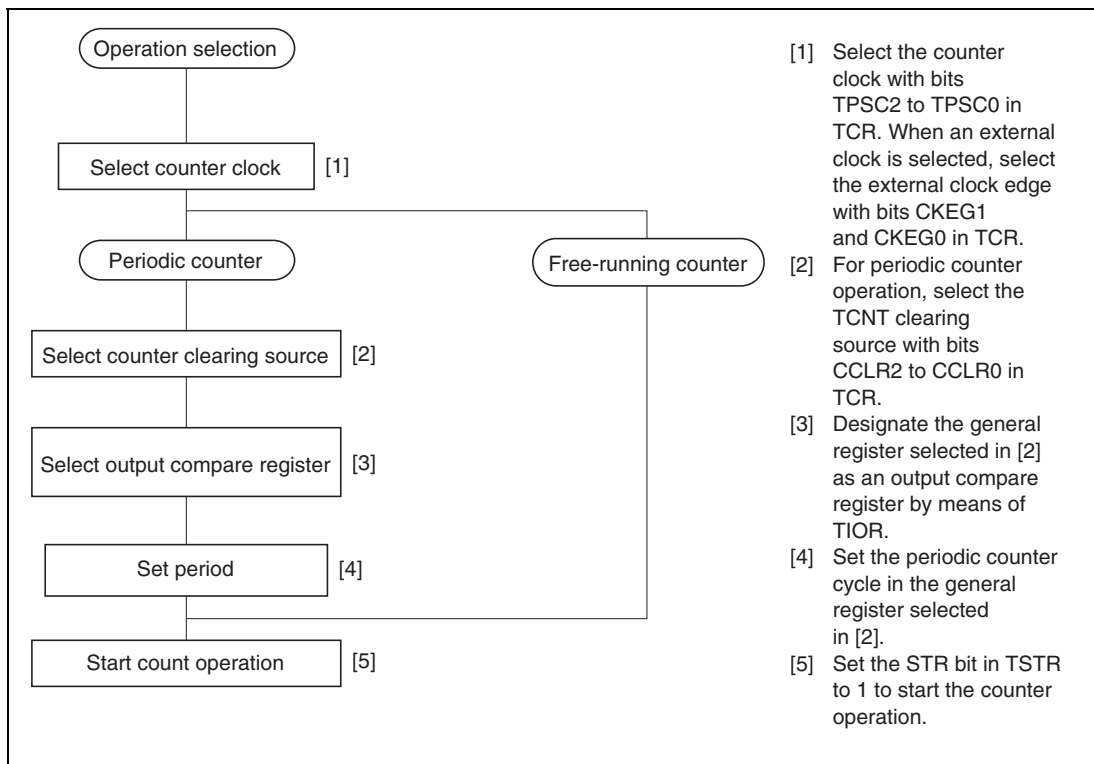 Operation selection
Select counter clock [1]
Periodic counter
Free-running counter
Select counter clearing source [2]
Select output compare register [3]
Set period [4]
Start count operation [5]
[1] Select the counter
clock with bits
TPSC2 to TPSC0 in
TCR. When an external
clock is selected, select
the external clock edge
with bits CKEG1
and CKEG0 in TCR.
[2] For periodic counter
operation, select the
TCNT clearing
source with bits
CCLR2 to CCLR0 in
TCR.
[3] Designate the general
register selected in [2]
as an output compare
register by means of
TIOR.
[4] Set the periodic counter
cycle in the general
register selected
in [2].
[5] Set the STR bit in TSTR
to 1 to start the counter
operation.